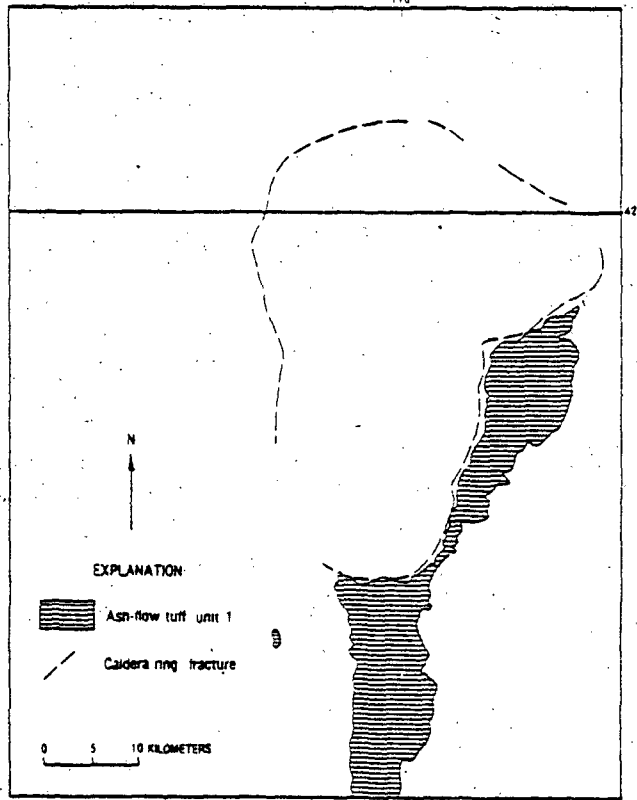 42
N
EXPLANATION
Ash-flow tuff unit 1
Caldera ring fracture
0 5 10 KILOMETERS